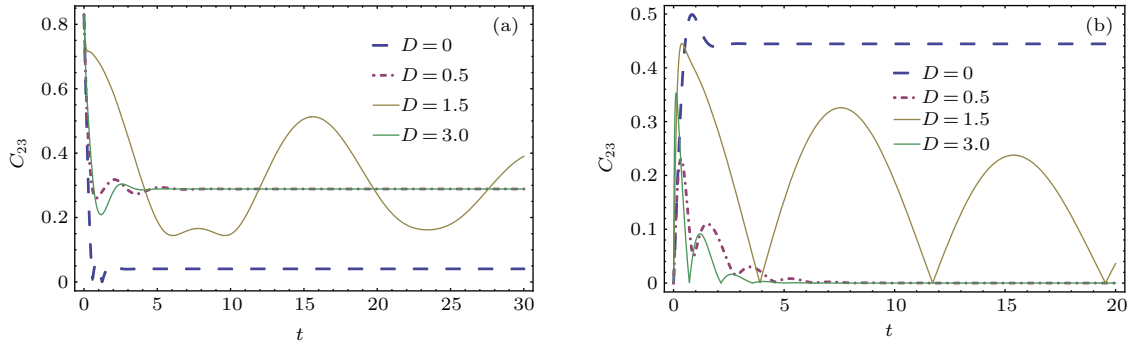 (a)
0.8
0.6
0.4
0.2
0
C23
D = 0
D = 0.5
D = 1.5
D = 3.0
0 5 10 15 20 25 30
t
(b)
0.5
0.4
0.3
0.2
0.1
0
C23
D = 0
D = 0.5
D = 1.5
D = 3.0
0 5 10 15 20
t